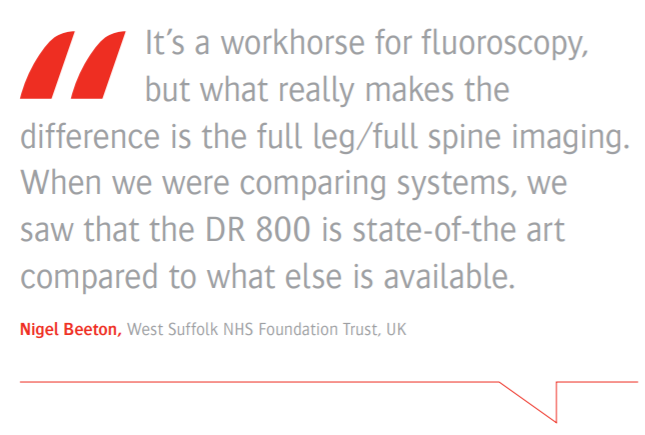 It's a workhorse for fluoroscopy,
but what really makes the
difference is the full leg/full spine imaging.
When we were comparing systems, we
saw that the DR 800 is state-of-the art
compared to what else is available.
Nigel Beeton, West Suffolk NHS Foundation Trust, UK